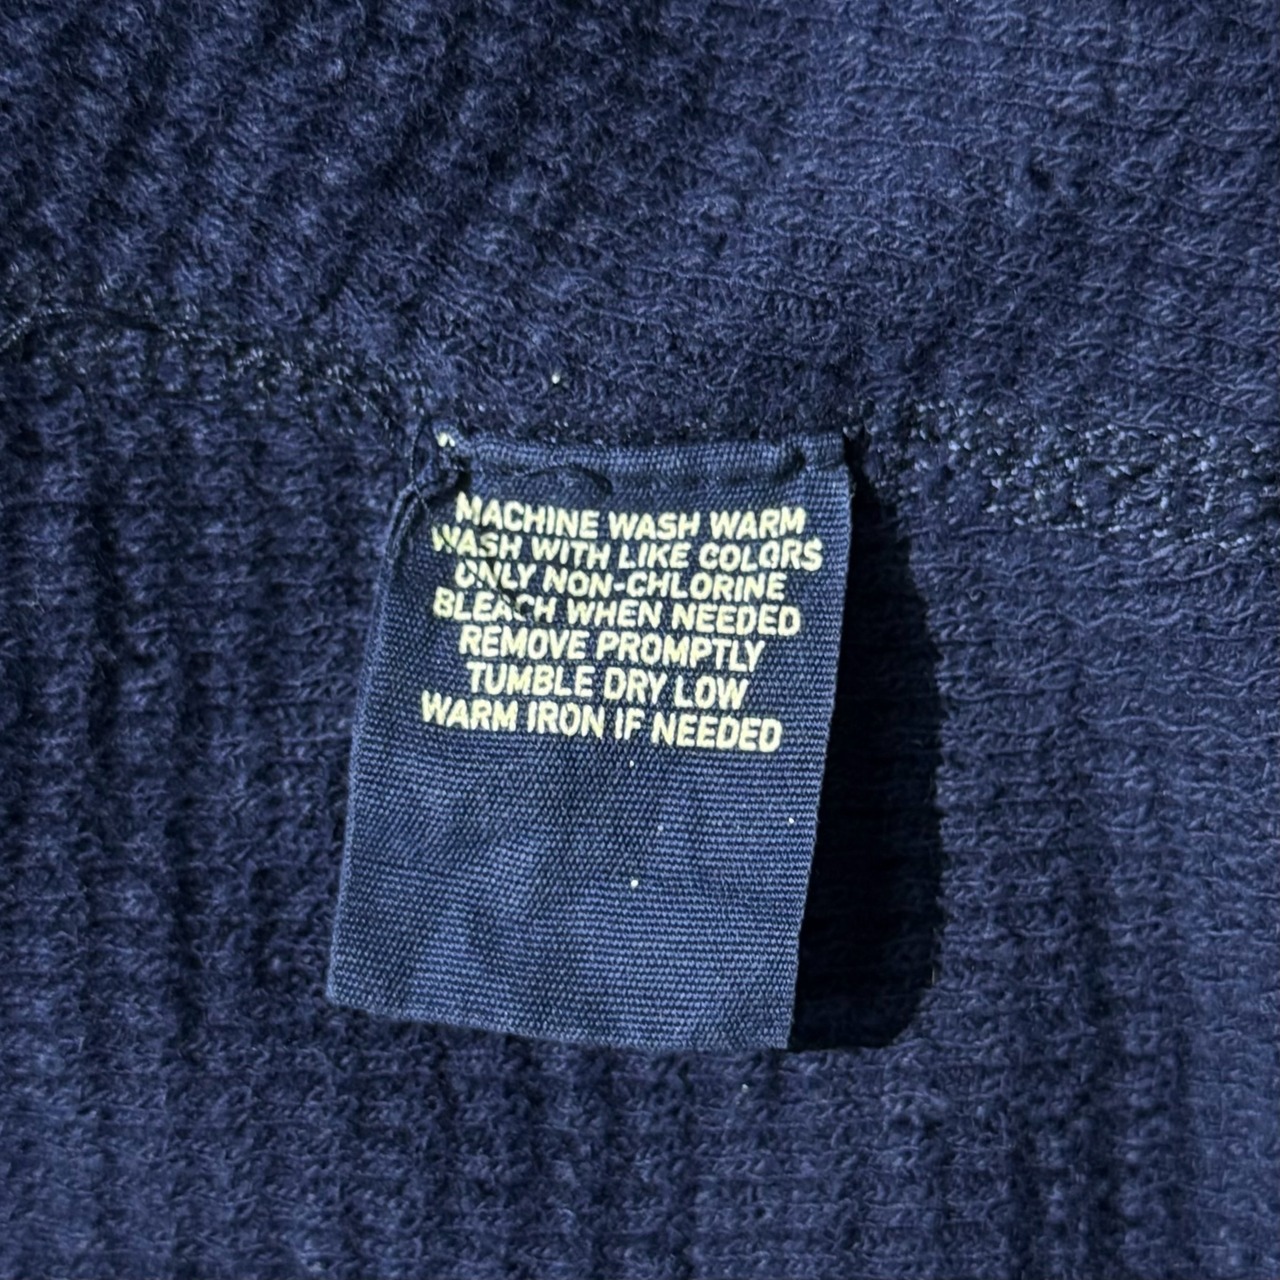 MACHINE WASH WARM
WASH WITH LIKE COLORS
ONLY NON-CHLORINE
BLEACH WHEN NEEDED
REMOVE PROMPTLY
TUMBLE DRY LOW
WARM IRON IF NEEDED